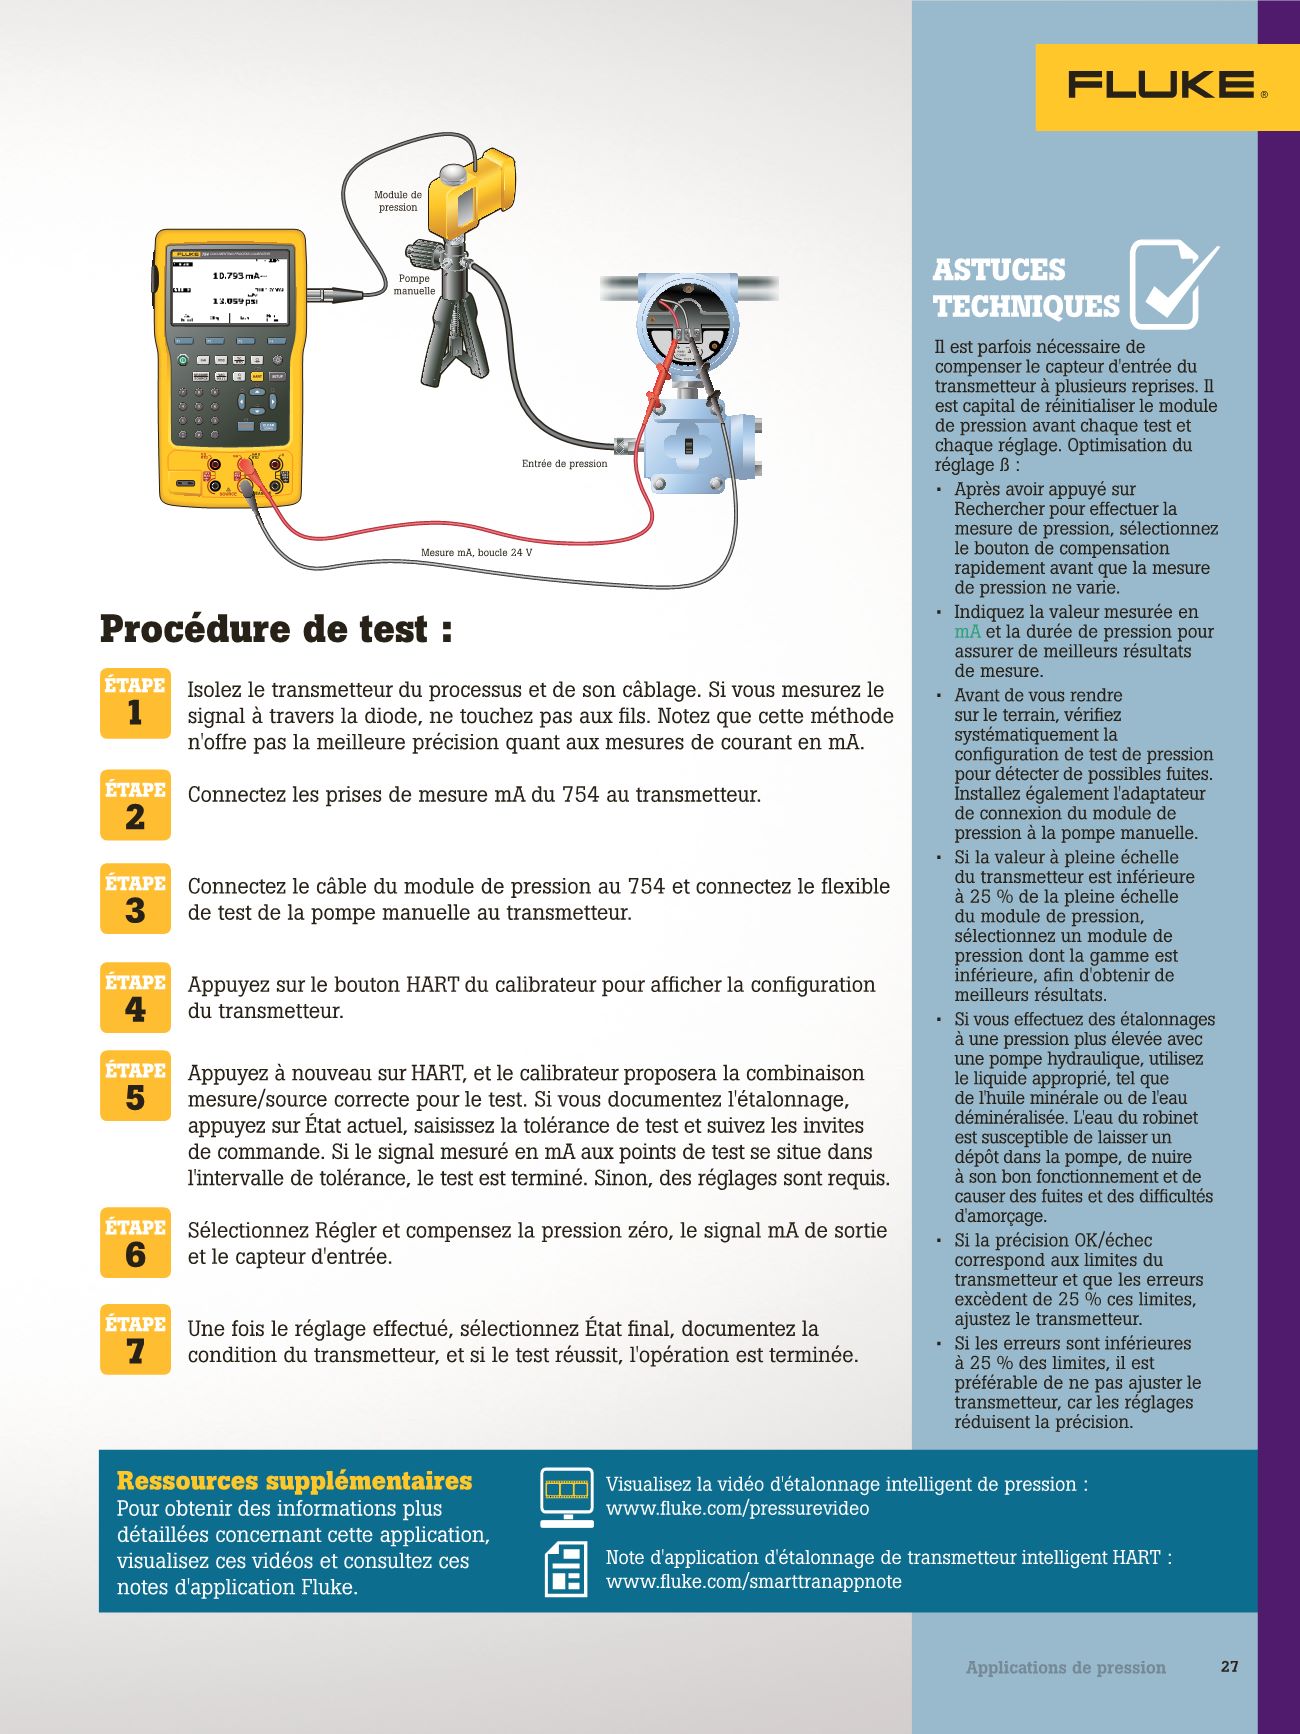 FLUKE®
Module de
pression
Pompe
manuelle
FLUKE 754
10.793 mA
13.059 psi
HART
SETUP
SOURCE
Entrée de pression
Mesure mA, boucle 24 V
Procédure de test :
ÉTAPE
1
Isolez le transmetteur du processus et de son câblage. Si vous mesurez le
signal à travers la diode, ne touchez pas aux fils. Notez que cette méthode
n'offre pas la meilleure précision quant aux mesures de courant en mA.
ÉTAPE
2
Connectez les prises de mesure mA du 754 au transmetteur.
ÉTAPE
3
Connectez le câble du module de pression au 754 et connectez le flexible
de test de la pompe manuelle au transmetteur.
ÉTAPE
4
Appuyez sur le bouton HART du calibrateur pour afficher la configuration
du transmetteur.
ÉTAPE
5
Appuyez à nouveau sur HART, et le calibrateur proposera la combinaison
mesure/source correcte pour le test. Si vous documentez l'étalonnage,
appuyez sur État actuel, saisissez la tolérance de test et suivez les invites
de commande. Si le signal mesuré en mA aux points de test se situe dans
l'intervalle de tolérance, le test est terminé. Sinon, des réglages sont requis.
ÉTAPE
6
Sélectionnez Régler et compensez la pression zéro, le signal mA de sortie
et le capteur d'entrée.
ÉTAPE
7
Une fois le réglage effectué, sélectionnez État final, documentez la
condition du transmetteur, et si le test réussit, l'opération est terminée.
ASTUCES
TECHNIQUES
Il est parfois nécessaire de
compenser le capteur d'entrée du
transmetteur à plusieurs reprises. Il
est capital de réinitialiser le module
de pression avant chaque test et
chaque réglage. Optimisation du
réglage ß :
• Après avoir appuyé sur
Rechercher pour effectuer la
mesure de pression, sélectionnez
le bouton de compensation
rapidement avant que la mesure
de pression ne varie.
• Indiquez la valeur mesurée en
mA et la durée de pression pour
assurer de meilleurs résultats
de mesure.
• Avant de vous rendre
sur le terrain, vérifiez
systématiquement la
configuration de test de pression
pour détecter de possibles fuites.
Installez également l'adaptateur
de connexion du module de
pression à la pompe manuelle.
• Si la valeur à pleine échelle
du transmetteur est inférieure
à 25 % de la pleine échelle
du module de pression,
sélectionnez un module de
pression dont la gamme est
inférieure, afin d'obtenir de
meilleurs résultats.
• Si vous effectuez des étalonnages
à une pression plus élevée avec
une pompe hydraulique, utilisez
le liquide approprié, tel que
de l'huile minérale ou de l'eau
déminéralisée. L'eau du robinet
est susceptible de laisser un
dépôt dans la pompe, de nuire
à son bon fonctionnement et de
causer des fuites et des difficultés
d'amorçage.
• Si la précision OK/échec
correspond aux limites du
transmetteur et que les erreurs
excèdent de 25 % ces limites,
ajustez le transmetteur.
• Si les erreurs sont inférieures
à 25 % des limites, il est
préférable de ne pas ajuster le
transmetteur, car les réglages
réduisent la précision.
Ressources supplémentaires
Pour obtenir des informations plus
détaillées concernant cette application,
visualisez ces vidéos et consultez ces
notes d'application Fluke.
Visualisez la vidéo d'étalonnage intelligent de pression :
www.fluke.com/pressurevideo
Note d'application d'étalonnage de transmetteur intelligent HART :
www.fluke.com/smarttranappnote
Applications de pression
27